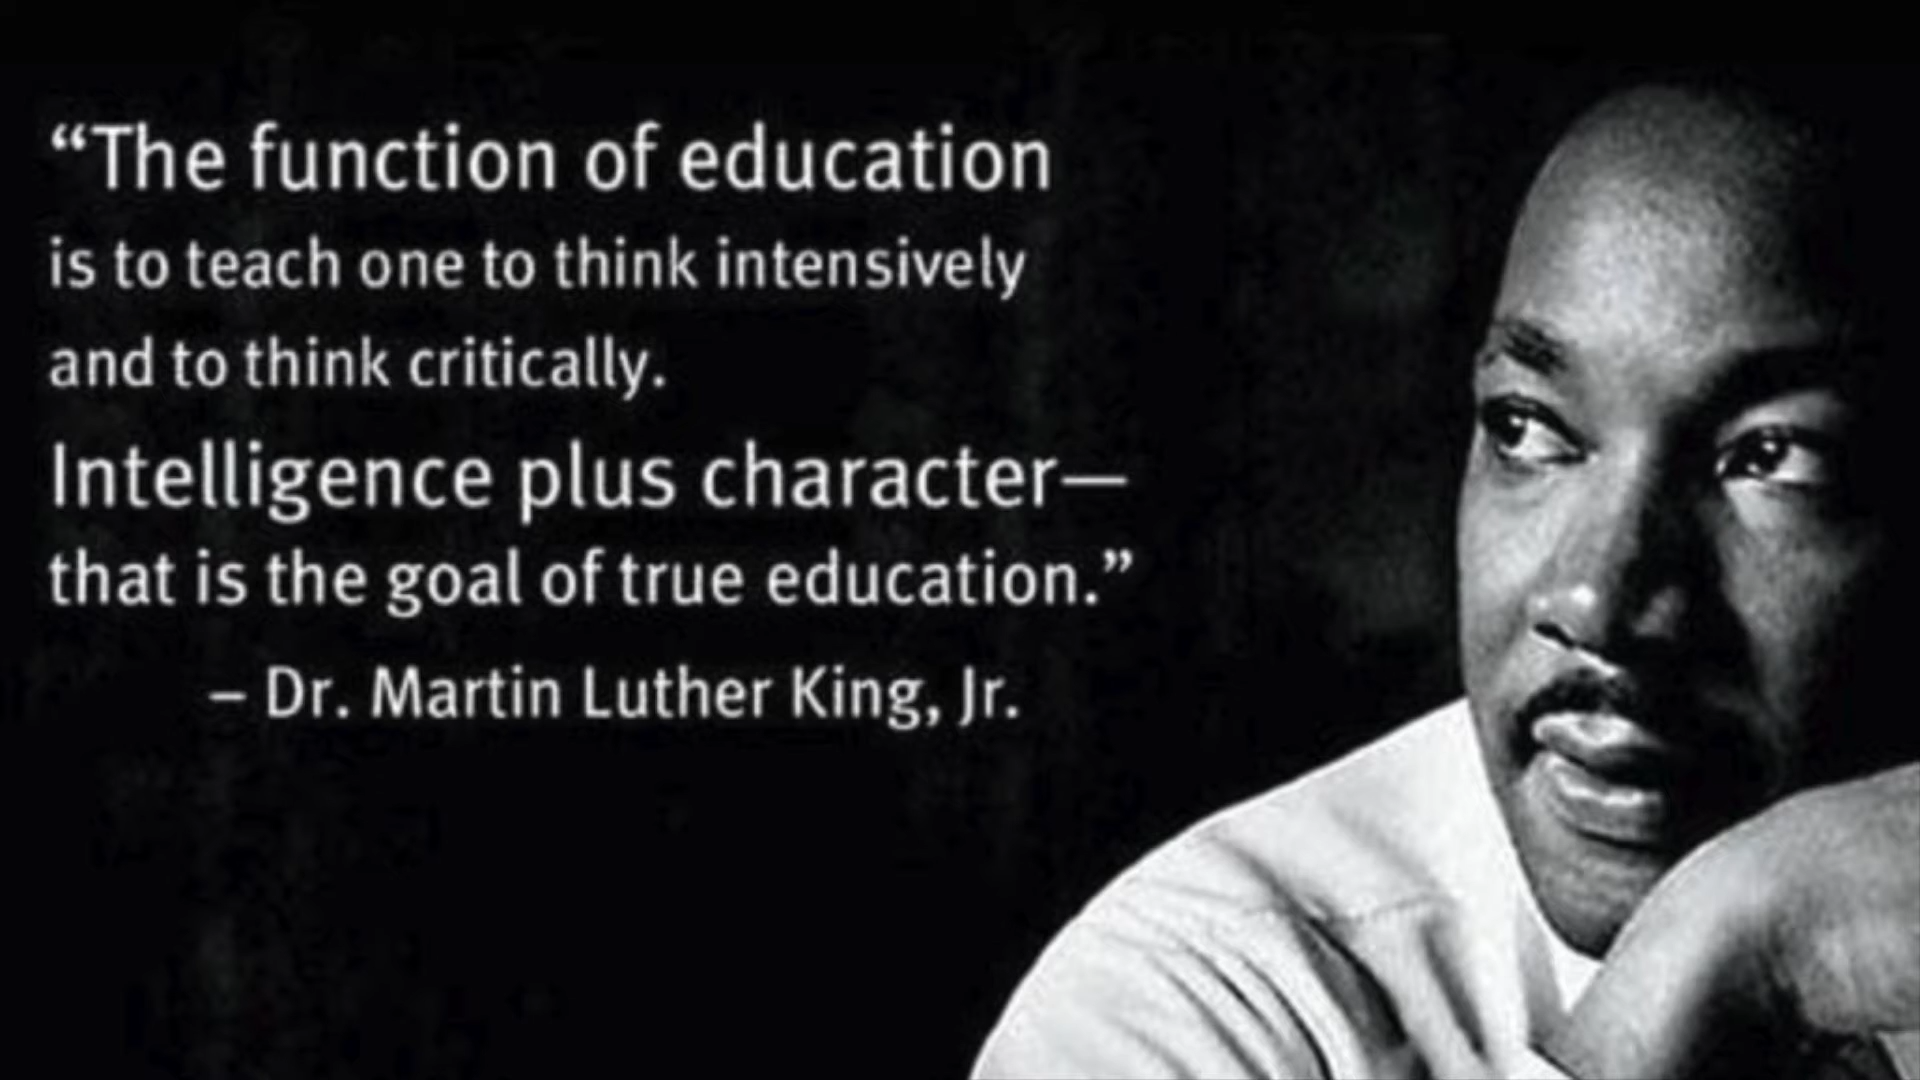 “The function of education
is to teach one to think intensively
and to think critically.
Intelligence plus character—
that is the goal of true education.”
– Dr. Martin Luther King, Jr.